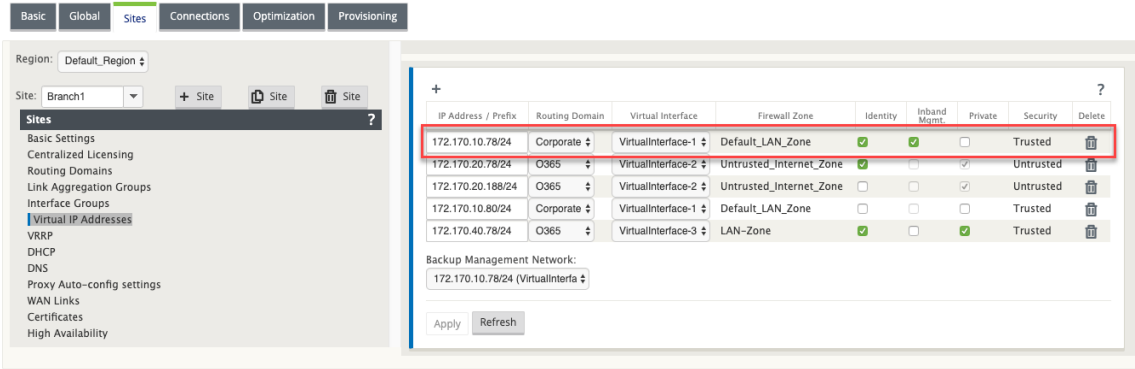 Basic Global Sites Connections Optimization Provisioning
Region: Default_Region
Site: Branch1 + Site Site Site
Sites ?
Basic Settings
Centralized Licensing
Routing Domains
Link Aggregation Groups
Interface Groups
Virtual IP Addresses
VRRP
DHCP
DNS
Proxy Auto-config settings
WAN Links
Certificates
High Availability
+ ?
IP Address / Prefix Routing Domain Virtual Interface Firewall Zone Identity Inband Mgmt. Private Security Delete
172.170.10.78/24 Corporate VirtualInterface-1 Default_LAN_Zone Trusted
172.170.20.78/24 O365 VirtualInterface-2 Untrusted_Internet_Zone Untrusted
172.170.20.188/24 O365 VirtualInterface-2 Untrusted_Internet_Zone Untrusted
172.170.10.80/24 Corporate VirtualInterface-1 Default_LAN_Zone Trusted
172.170.40.78/24 O365 VirtualInterface-3 LAN-Zone Trusted
Backup Management Network:
172.170.10.78/24 (VirtualInterfa
Apply Refresh